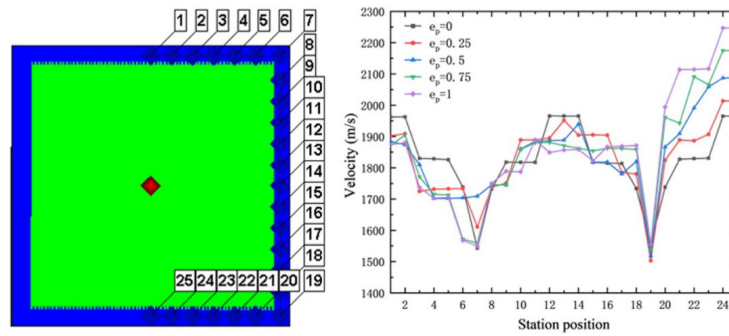 1 2 3 4 5 6 7
8
9
10
11
12
13
14
15
16
17
18
25 24 23 22 21 20 19
2300
2200
2100
2000
1900
1800
1700
1600
1500
1400
1300
Velocity (m/s)
e_p=0
e_p=0.25
e_p=0.5
e_p=0.75
e_p=1
2 4 6 8 10 12 14 16 18 20 22 24
Station position